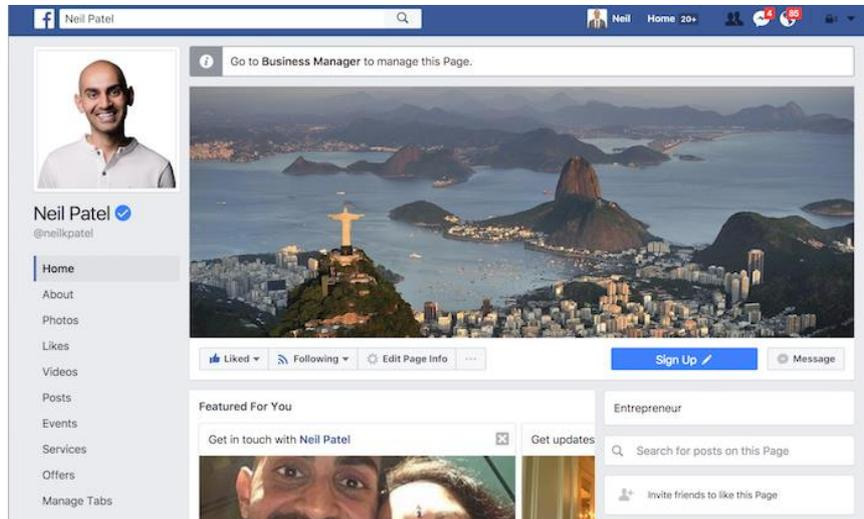 f Neil Patel
Neil Home 20+ 4 85
Go to Business Manager to manage this Page.
Neil Patel
@neilkpatel
Home
About
Photos
Likes
Videos
Posts
Events
Services
Offers
Manage Tabs
Liked Following Edit Page Info ...
Sign Up Message
Featured For You
Get in touch with Neil Patel
Get updates
Entrepreneur
Search for posts on this Page
Invite friends to like this Page